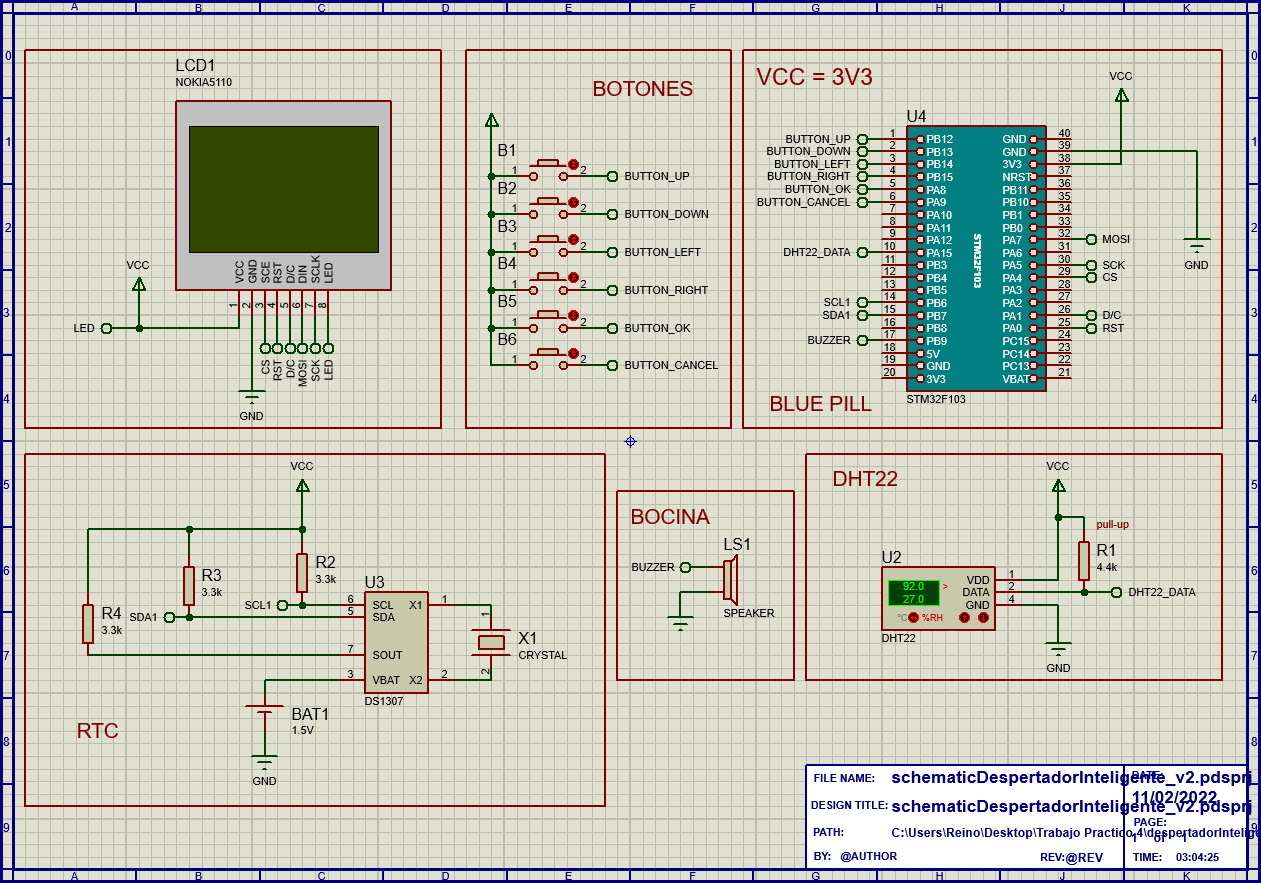 A B C D E F G H J K
0 0
1 1
2 2
3 3
4 4
5 5
6 6
7 7
8 8
9 9
LCD1
NOKIA5110
VCC
GND
SCE
RST
D/C
DIN
SCLK
LED
1 2 3 4 5 6 7 8
VCC
LED
CS
RST
D/C
MOSI
SCK
LED
GND
BOTONES
B1
1 2 BUTTON_UP
B2
1 2 BUTTON_DOWN
B3
1 2 BUTTON_LEFT
B4
1 2 BUTTON_RIGHT
B5
1 2 BUTTON_OK
B6
1 2 BUTTON_CANCEL
VCC = 3V3
VCC
U4
BUTTON_UP 1 PB12 GND 40
BUTTON_DOWN 2 PB13 GND 39
BUTTON_LEFT 3 PB14 3V3 38
BUTTON_RIGHT 4 PB15 NRST 37
BUTTON_OK 5 PA8 PB11 36
BUTTON_CANCEL 6 PA9 PB10 35
7 PA10 PB1 34
8 PA11 PB0 33
9 PA12 PA7 32 MOSI
DHT22_DATA 10 PA15 PA6 31
11 PB3 PA5 30 SCK
12 PB4 PA4 29 CS
13 PB5 PA3 28
SCL1 14 PB6 PA2 27
SDA1 15 PB7 PA1 26 D/C
16 PB8 PA0 25 RST
BUZZER 17 PB9 PC15 24
18 5V PC14 23
19 GND PC13 22
20 3V3 VBAT 21
STM32F103
GND
STM32F103
BLUE PILL
VCC
R2
3.3k
R3
3.3k
R4
3.3k
U3
SCL1 6 SCL X1 1
SDA1 5 SDA
7 SOUT
3 VBAT X2 2
DS1307
1
X1
CRYSTAL
2
BAT1
1.5V
GND
RTC
BOCINA
LS1
BUZZER
SPEAKER
DHT22
VCC
pull-up
R1
4.4k
U2
92.0
27.0
>
°C %RH
VDD 1
DATA 2 DHT22_DATA
GND 4
DHT22
GND
FILE NAME: schematicDespertadorInteligente_v2.pdsprj
DATE:
11/02/2022
DESIGN TITLE: schematicDespertadorInteligente_v2.pdsprj
PAGE:
PATH: C:\Users\Reino\Desktop\Trabajo Practico 4\despertadorInteligente
1 of 1
BY: @AUTHOR REV:@REV TIME: 03:04:25
A B C D E F G H J K